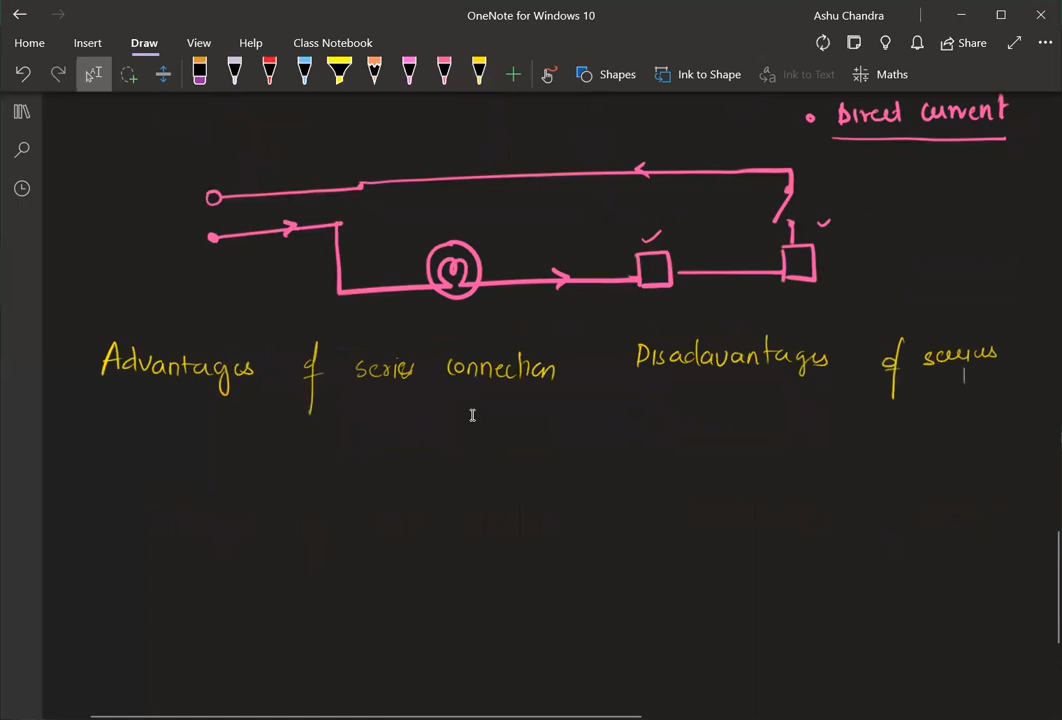 OneNote for Windows 10
Ashu Chandra
Home Insert Draw View Help Class Notebook
Share
Shapes Ink to Shape Ink to Text Maths
• Direct current
Advantages of series connection
Disadavantages of series